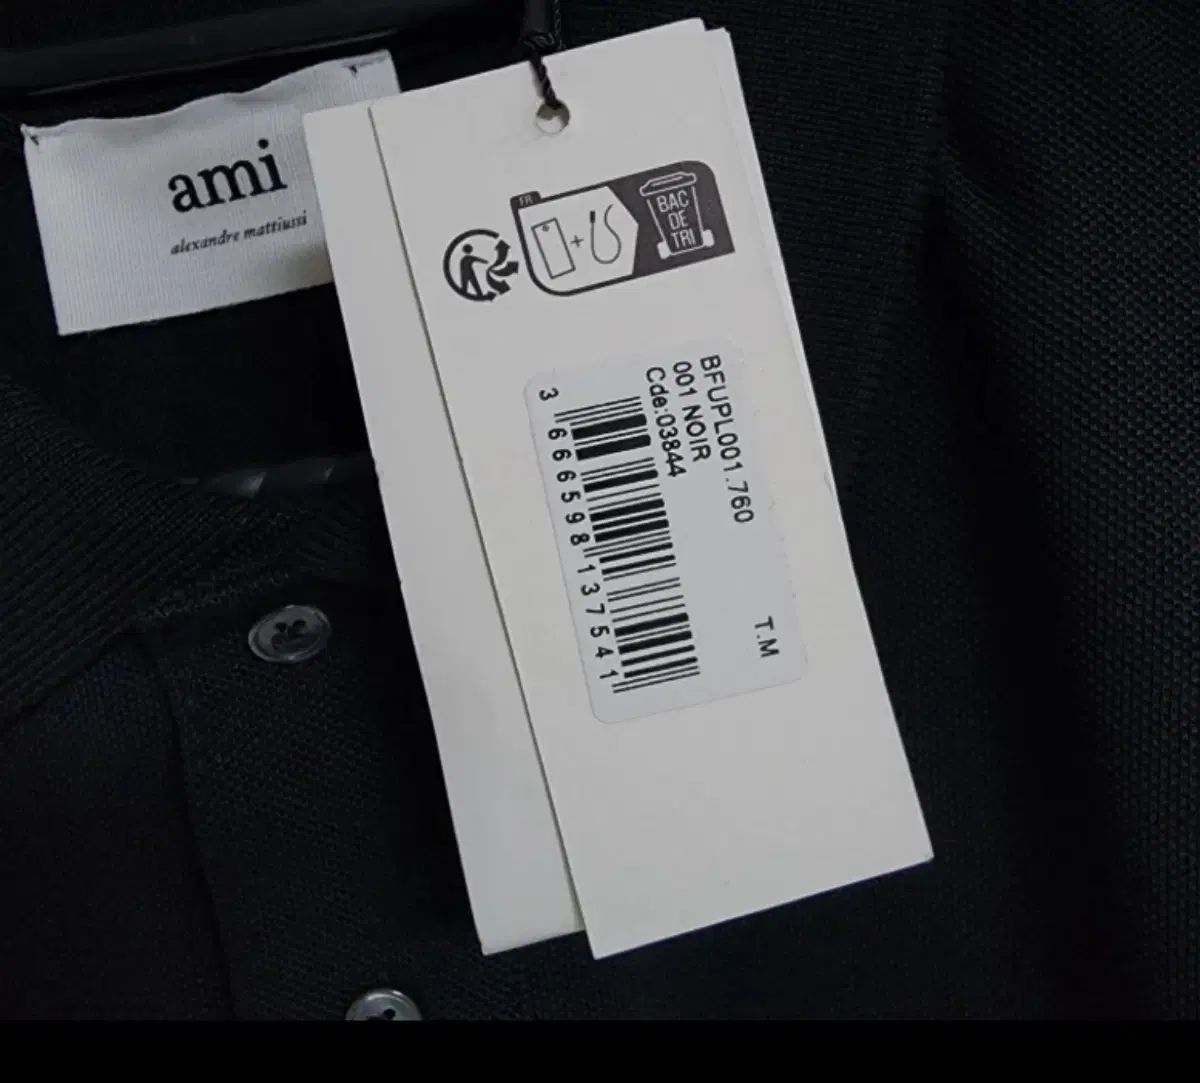 ami
alexandre mattiussi
FR
+
BAC
DE
TRI
BFUPL001.760
001 NOIR
Cde:03844
T.M
3 666598 137541